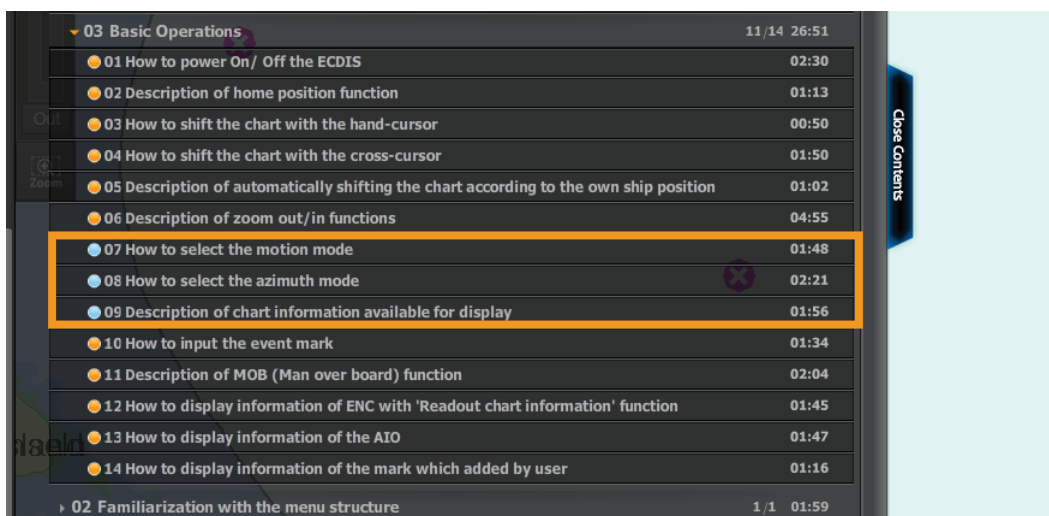 03 Basic Operations 11/14 26:51
01 How to power On/ Off the ECDIS 02:30
02 Description of home position function 01:13
Out
03 How to shift the chart with the hand-cursor 00:50
04 How to shift the chart with the cross-cursor 01:50
Zoom
05 Description of automatically shifting the chart according to the own ship position 01:02
06 Description of zoom out/in functions 04:55
07 How to select the motion mode 01:48
08 How to select the azimuth mode 02:21
09 Description of chart information available for display 01:56
10 How to input the event mark 01:34
11 Description of MOB (Man over board) function 02:04
12 How to display information of ENC with 'Readout chart information' function 01:45
13 How to display information of the AIO 01:47
14 How to display information of the mark which added by user 01:16
02 Familiarization with the menu structure 1/1 01:59
Close Contents